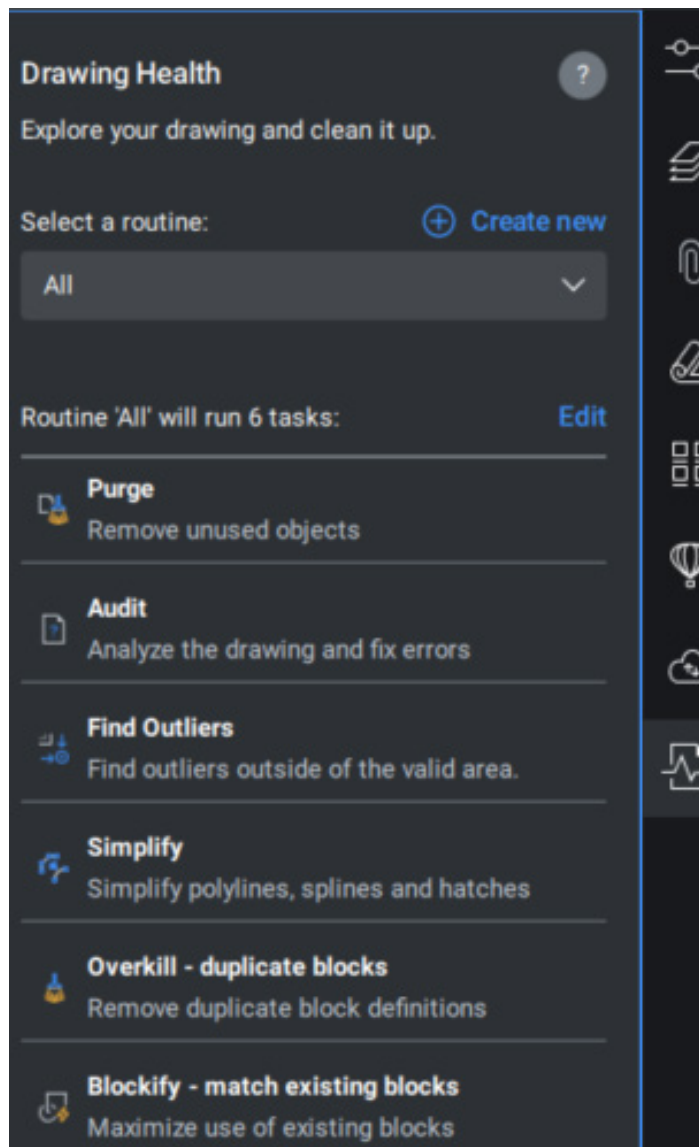 Drawing Health
?
Explore your drawing and clean it up.
Select a routine:
Create new
All
Routine 'All' will run 6 tasks:
Edit
Purge
Remove unused objects
Audit
Analyze the drawing and fix errors
Find Outliers
Find outliers outside of the valid area.
Simplify
Simplify polylines, splines and hatches
Overkill - duplicate blocks
Remove duplicate block definitions
Blockify - match existing blocks
Maximize use of existing blocks